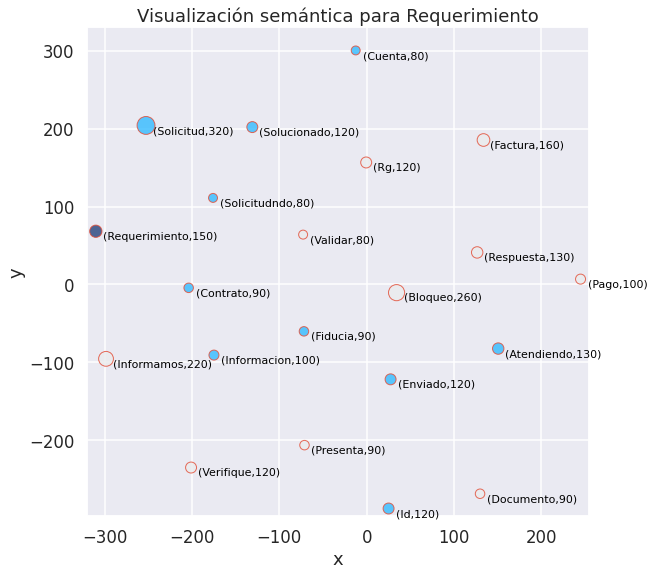 Visualización semántica para Requerimiento
300
(Cuenta,80)
(Solicitud,320)
(Solucionado,120)
200
(Factura,160)
(Rg,120)
(Solicitudndo,80)
100
(Requerimiento,150)
(Validar,80)
(Respuesta,130)
y
0
(Pago,100)
(Contrato,90)
(Bloqueo,260)
(Fiducia,90)
(Atendiendo,130)
−100
(Informamos,220)
(Informacion,100)
(Enviado,120)
−200
(Presenta,90)
(Verifique,120)
(Documento,90)
(Id,120)
−300 −200 −100 0 100 200
x